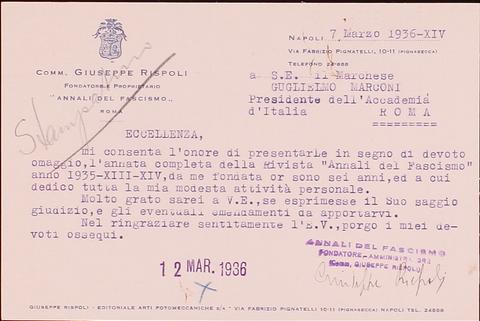 COMM. GIUSEPPE RISPOLI
FONDATORE E PROPRIETARIO
"ANNALI DEL FASCISMO„
ROMA
NAPOLI 7 Marzo 1936-XIV
VIA FABRIZIO PIGNATELLI, 10-11 (PIGNASECCA)
TELEFONO 24-888
a S.E. il Marchese
GUGLIELMO MARCONI
Presidente dell'Accademia
d'Italia ROMA
ECCELLENZA,
Mi consenta l'onore di presentarLe in segno di devoto
omaggio,l'annata completa della Rivista "Annali del Fascismo"
anno 1935-XIII-XIV,da me fondata or sono sei anni,ed a cui
dedico tutta la mia modesta attività personale.
Molto grato sarei a V.E.,se esprimesse il Suo saggio
giudizio,e gli eventuali emendamenti da apportarvi.
Nel ringraziare sentitamente l'E.V.,porgo i miei de-
voti ossequi.
ANNALI DEL FASCISMO
FONDATORE-AMMINISTRATORE
Comm. GIUSEPPE RISPOLI
Giuseppe Rispoli
12 MAR. 1936
GIUSEPPE RISPOLI - EDITORIALE ARTI FOTOMECCANICHE S/A - VIA FABRIZIO PIGNATELLI, 10-11 (PIGNASECCA) NAPOLI TEL. 24888